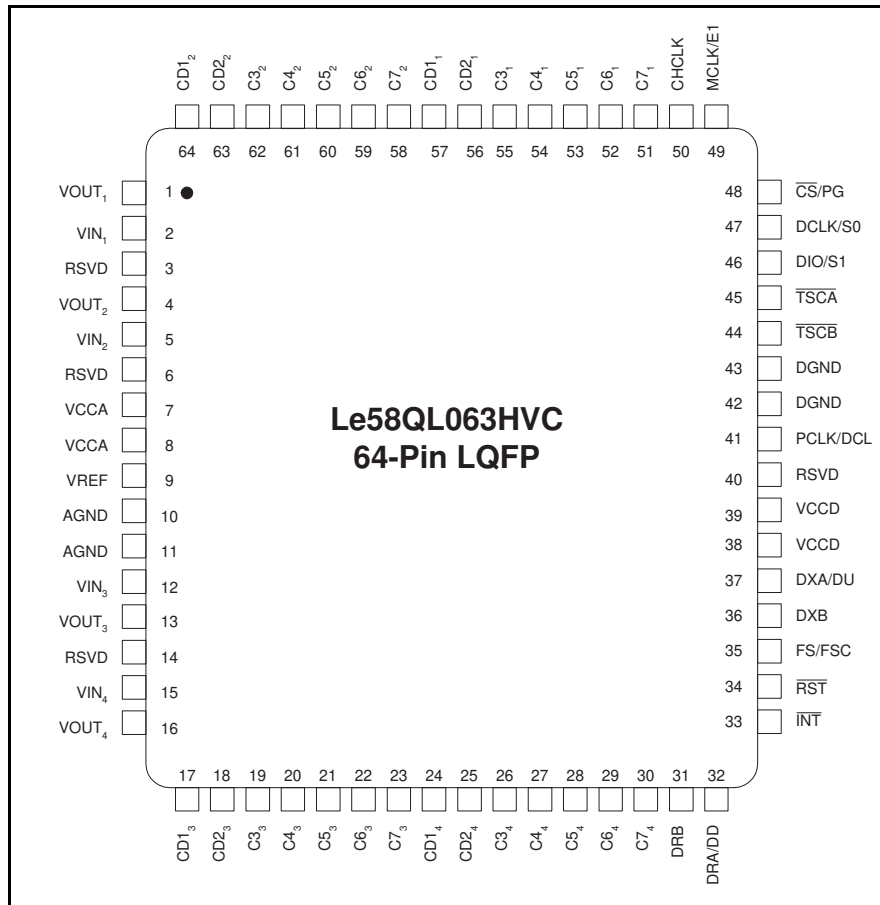 CD1₂ CD2₂ C3₂ C4₂ C5₂ C6₂ C7₂ CD1₁ CD2₁ C3₁ C4₁ C5₁ C6₁ C7₁ CHCLK MCLK/E1
64 63 62 61 60 59 58 57 56 55 54 53 52 51 50 49
VOUT₁ 1 48 C̅S̅/PG
VIN₁ 2 47 DCLK/S0
RSVD 3 46 DIO/S1
VOUT₂ 4 45 T̅S̅C̅A̅
VIN₂ 5 44 T̅S̅C̅B̅
RSVD 6 43 DGND
VCCA 7 42 DGND
VCCA 8 41 PCLK/DCL
VREF 9 40 RSVD
AGND 10 39 VCCD
AGND 11 38 VCCD
VIN₃ 12 37 DXA/DU
VOUT₃ 13 36 DXB
RSVD 14 35 FS/FSC
VIN₄ 15 34 R̅S̅T̅
VOUT₄ 16 33 I̅N̅T̅
Le58QL063HVC
64-Pin LQFP
17 18 19 20 21 22 23 24 25 26 27 28 29 30 31 32
CD1₃ CD2₃ C3₃ C4₃ C5₃ C6₃ C7₃ CD1₄ CD2₄ C3₄ C4₄ C5₄ C6₄ C7₄ DRB DRA/DD